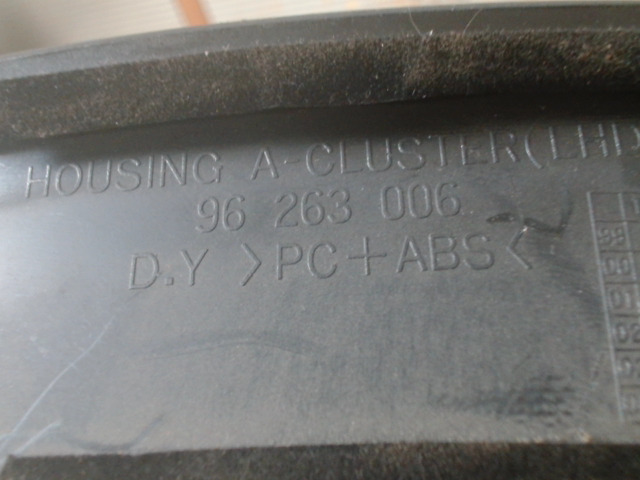 HOUSING A-CLUSTER(LHD
96 263 006
D.Y >PC+ABS<